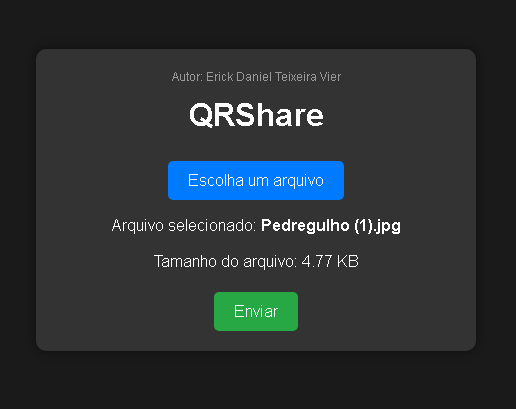 Autor: Erick Daniel Teixeira Vier
QRShare
Escolha um arquivo
Arquivo selecionado: Pedregulho (1).jpg
Tamanho do arquivo: 4.77 KB
Enviar